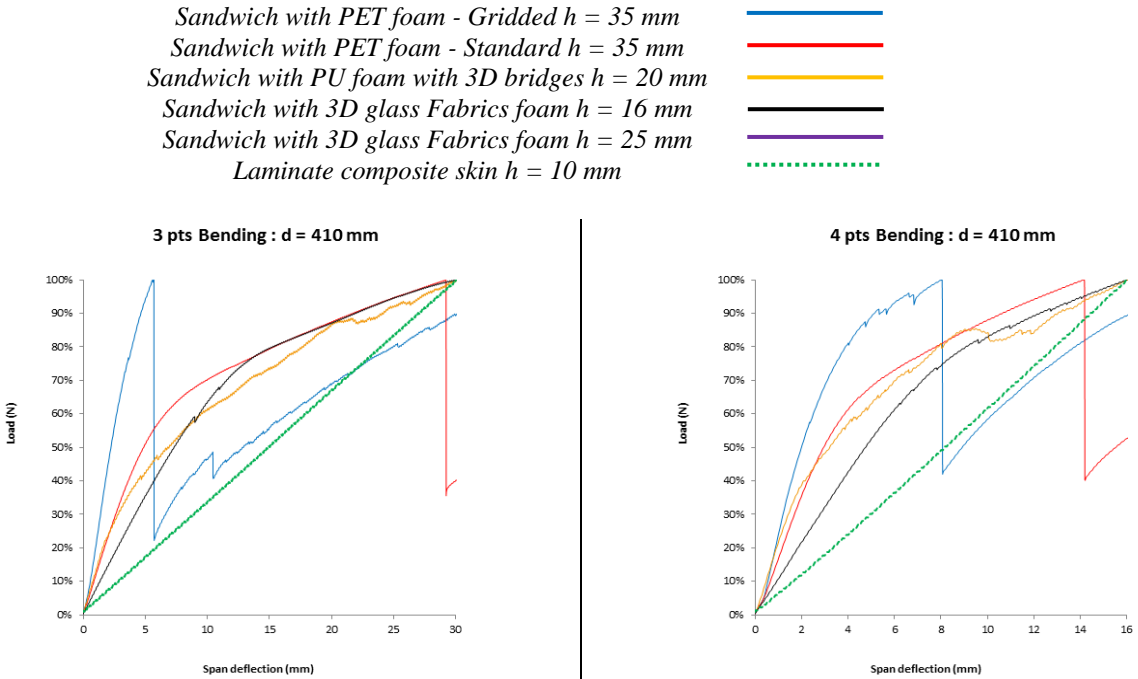 Sandwich with PET foam - Gridded h = 35 mm
Sandwich with PET foam - Standard h = 35 mm
Sandwich with PU foam with 3D bridges h = 20 mm
Sandwich with 3D glass Fabrics foam h = 16 mm
Sandwich with 3D glass Fabrics foam h = 25 mm
Laminate composite skin h = 10 mm
3 pts Bending : d = 410 mm
100%
90%
80%
70%
60%
50%
40%
30%
20%
10%
0%
Load (N)
0 5 10 15 20 25 30
Span deflection (mm)
4 pts Bending : d = 410 mm
100%
90%
80%
70%
60%
50%
40%
30%
20%
10%
0%
Load (N)
0 2 4 6 8 10 12 14 16
Span deflection (mm)